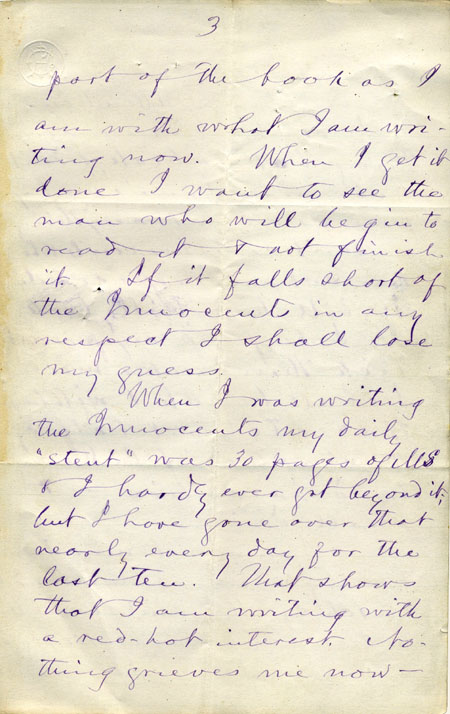 3
part of the book as I
am with what I am wri-
ting now. When I get it
done I want to see the
man who will begin to
read it & not finish
it. If it falls short of
the Innocents in any
respect I shall lose
my guess.
When I was writing
the Innocents my daily
"stent" was 30 pages of MS
& I hardly ever got beyond it;
but I have gone over that
nearly every day for the
last ten. That shows
that I am writing with
a red-hot interest. No-
thing grieves me now—